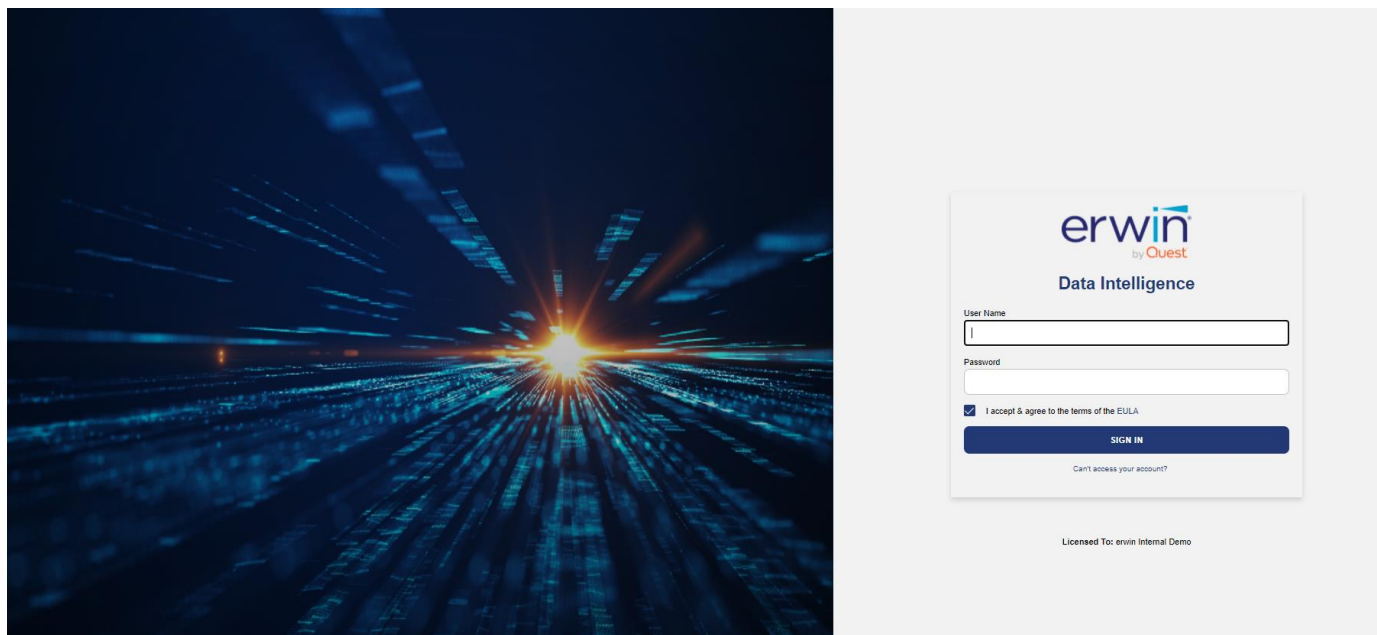 erwin®
by Quest
Data Intelligence
User Name
Password
I accept & agree to the terms of the EULA
SIGN IN
Can't access your account?
Licensed To: erwin Internal Demo